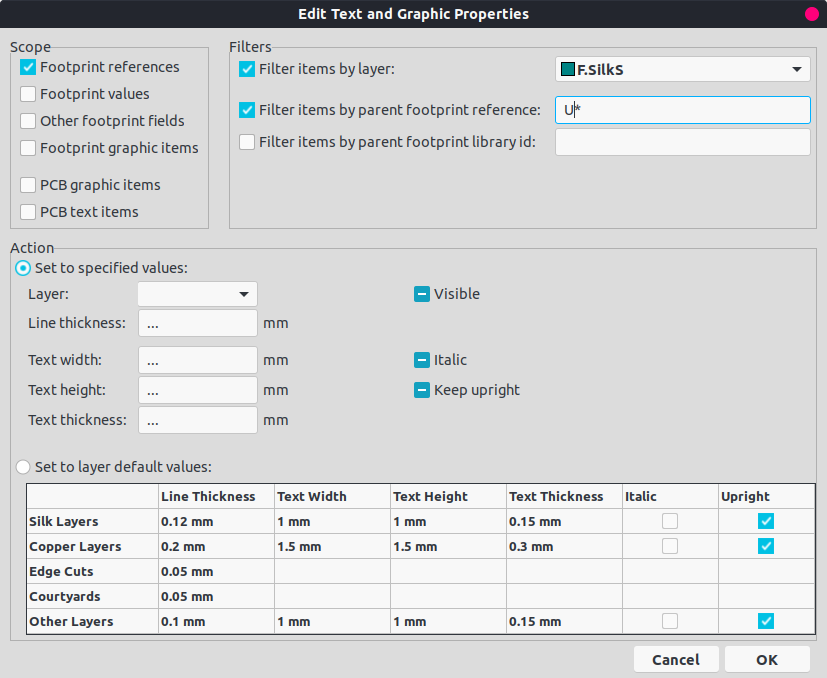 Edit Text and Graphic Properties
Scope
Footprint references
Footprint values
Other footprint fields
Footprint graphic items
PCB graphic items
PCB text items
Filters
Filter items by layer: F.SilkS
Filter items by parent footprint reference: U*
Filter items by parent footprint library id:
Action
Set to specified values:
Layer:
Visible
Line thickness: ... mm
Text width: ... mm
Italic
Text height: ... mm
Keep upright
Text thickness: ... mm
Set to layer default values:
Line Thickness Text Width Text Height Text Thickness Italic Upright
Silk Layers 0.12 mm 1 mm 1 mm 0.15 mm
Copper Layers 0.2 mm 1.5 mm 1.5 mm 0.3 mm
Edge Cuts 0.05 mm
Courtyards 0.05 mm
Other Layers 0.1 mm 1 mm 1 mm 0.15 mm
Cancel OK